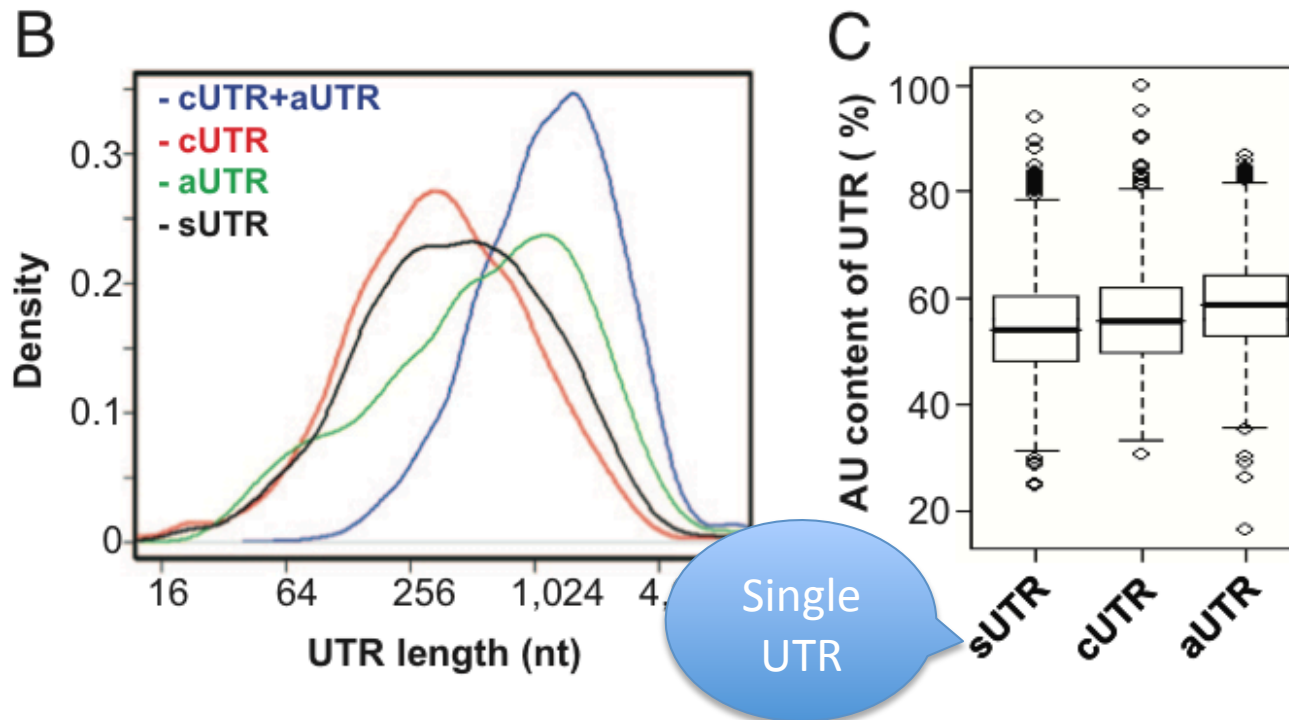 B
- cUTR+aUTR
- cUTR
- aUTR
- sUTR
0.3
0.2
0.1
0
Density
16 64 256 1,024 4,
UTR length (nt)
C
100
80
60
40
20
AU content of UTR ( %)
sUTR cUTR aUTR
Single
UTR